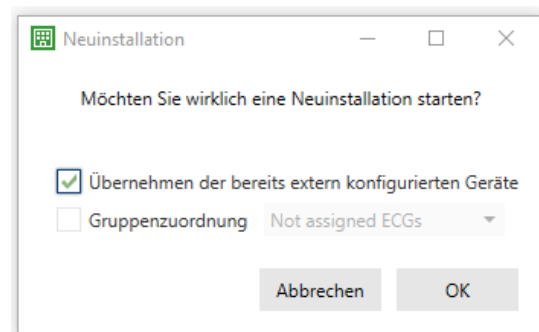 Neuinstallation
Möchten Sie wirklich eine Neuinstallation starten?
Übernehmen der bereits extern konfigurierten Geräte
Gruppenzuordnung Not assigned ECGs
Abbrechen OK